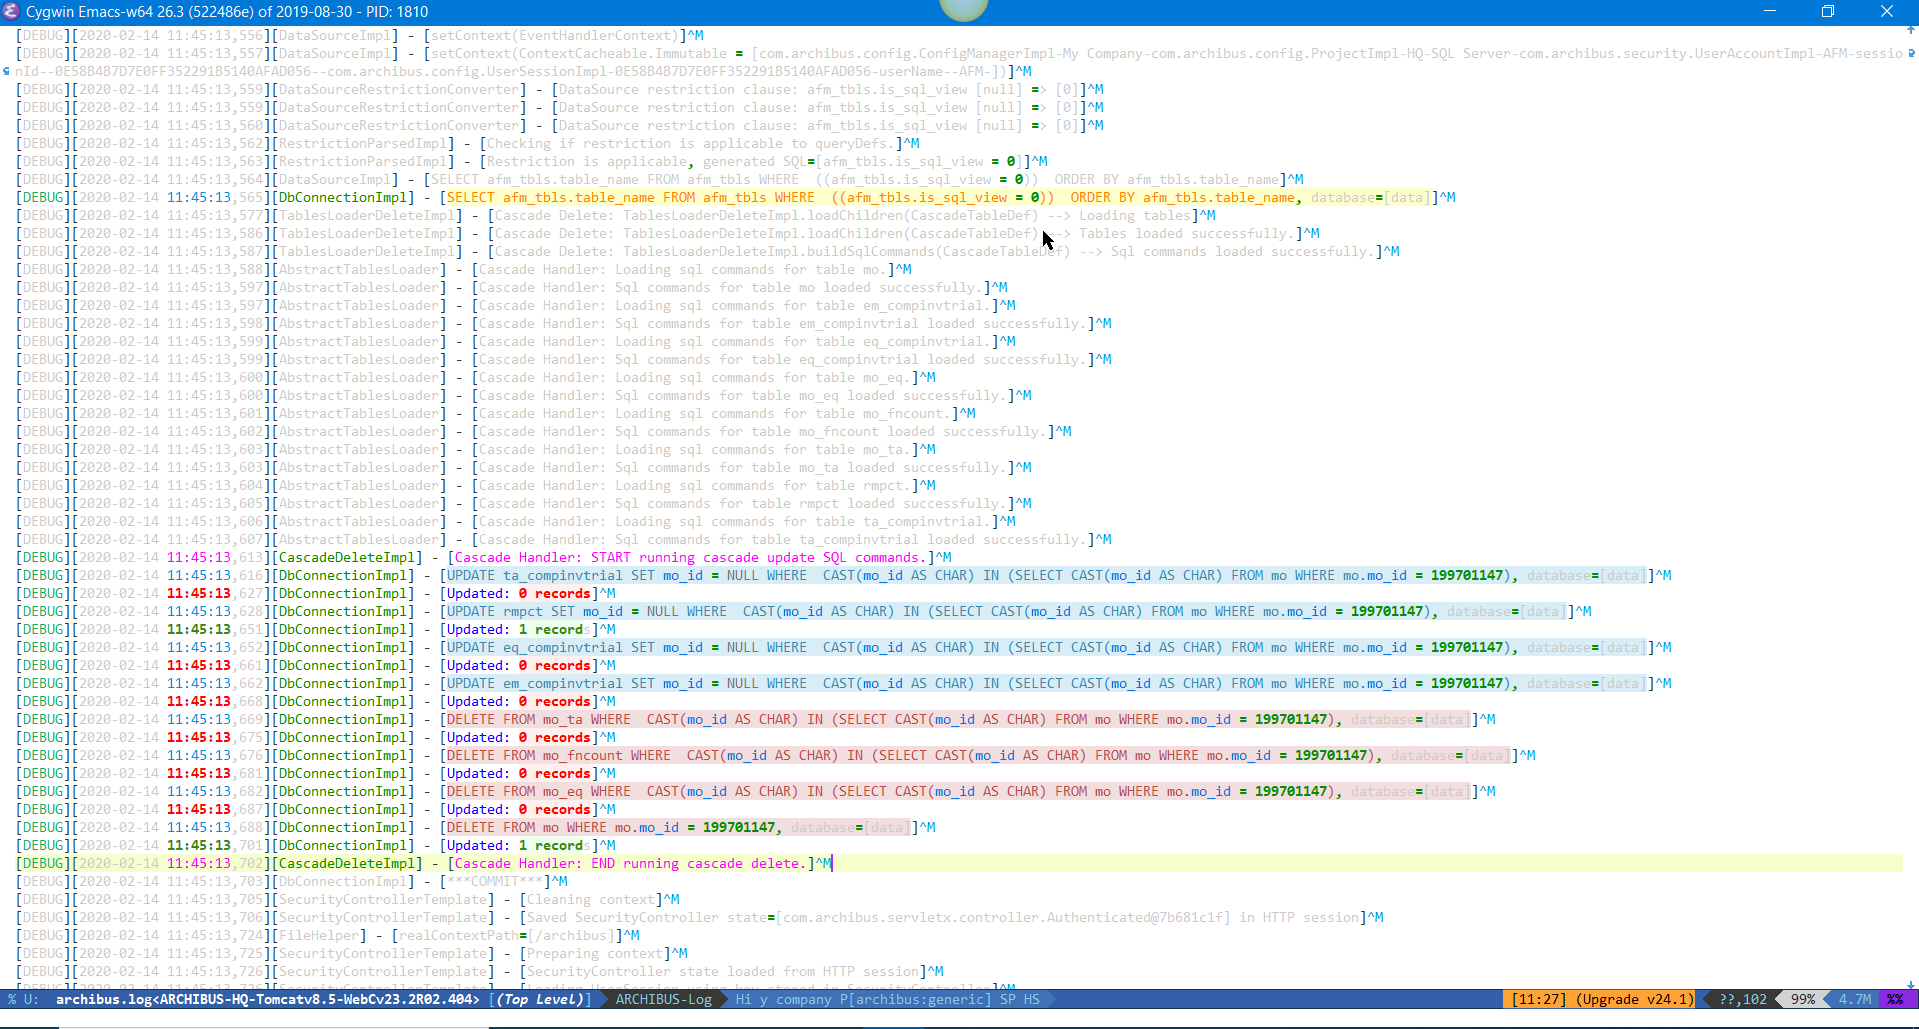 Cygwin Emacs-w64 26.3 (522486e) of 2019-08-30 - PID: 1810
[DEBUG][2020-02-14 11:45:13,556][DataSourceImpl] - [setContext(EventHandlerContext)]^M
[DEBUG][2020-02-14 11:45:13,557][DataSourceImpl] - [setContext(ContextCacheable.Immutable = [com.archibus.config.ConfigManagerImpl-My Company-com.archibus.config.ProjectImpl-HQ-SQL Server-com.archibus.security.UserAccountImpl-AFM-sessio
nId--0E58B4B7D7E0FF352291B5140AFAD056--com.archibus.config.UserSessionImpl-0E58B4B7D7E0FF352291B5140AFAD056-userName--AFM-])]^M
[DEBUG][2020-02-14 11:45:13,559][DataSourceRestrictionConverter] - [DataSource restriction clause: afm_tbls.is_sql_view [null] => [0]]^M
[DEBUG][2020-02-14 11:45:13,559][DataSourceRestrictionConverter] - [DataSource restriction clause: afm_tbls.is_sql_view [null] => [0]]^M
[DEBUG][2020-02-14 11:45:13,560][DataSourceRestrictionConverter] - [DataSource restriction clause: afm_tbls.is_sql_view [null] => [0]]^M
[DEBUG][2020-02-14 11:45:13,562][RestrictionParsedImpl] - [Checking if restriction is applicable to queryDefs.]^M
[DEBUG][2020-02-14 11:45:13,563][RestrictionParsedImpl] - [Restriction is applicable, generated SQL=[afm_tbls.is_sql_view = 0]]^M
[DEBUG][2020-02-14 11:45:13,564][DataSourceImpl] - [SELECT afm_tbls.table_name FROM afm_tbls WHERE  ((afm_tbls.is_sql_view = 0))  ORDER BY afm_tbls.table_name]^M
[DEBUG][2020-02-14 11:45:13,565][DbConnectionImpl] - [SELECT afm_tbls.table_name FROM afm_tbls WHERE  ((afm_tbls.is_sql_view = 0))  ORDER BY afm_tbls.table_name, database=[data]]^M
[DEBUG][2020-02-14 11:45:13,577][TablesLoaderDeleteImpl] - [Cascade Delete: TablesLoaderDeleteImpl.loadChildren(CascadeTableDef) --> Loading tables]^M
[DEBUG][2020-02-14 11:45:13,586][TablesLoaderDeleteImpl] - [Cascade Delete: TablesLoaderDeleteImpl.loadChildren(CascadeTableDef) --> Tables loaded successfully.]^M
[DEBUG][2020-02-14 11:45:13,587][TablesLoaderDeleteImpl] - [Cascade Delete: TablesLoaderDeleteImpl.buildSqlCommands(CascadeTableDef) --> Sql commands loaded successfully.]^M
[DEBUG][2020-02-14 11:45:13,588][AbstractTablesLoader] - [Cascade Handler: Loading sql commands for table mo.]^M
[DEBUG][2020-02-14 11:45:13,597][AbstractTablesLoader] - [Cascade Handler: Sql commands for table mo loaded successfully.]^M
[DEBUG][2020-02-14 11:45:13,597][AbstractTablesLoader] - [Cascade Handler: Loading sql commands for table em_compinvtrial.]^M
[DEBUG][2020-02-14 11:45:13,598][AbstractTablesLoader] - [Cascade Handler: Sql commands for table em_compinvtrial loaded successfully.]^M
[DEBUG][2020-02-14 11:45:13,599][AbstractTablesLoader] - [Cascade Handler: Loading sql commands for table eq_compinvtrial.]^M
[DEBUG][2020-02-14 11:45:13,599][AbstractTablesLoader] - [Cascade Handler: Sql commands for table eq_compinvtrial loaded successfully.]^M
[DEBUG][2020-02-14 11:45:13,600][AbstractTablesLoader] - [Cascade Handler: Loading sql commands for table mo_eq.]^M
[DEBUG][2020-02-14 11:45:13,600][AbstractTablesLoader] - [Cascade Handler: Sql commands for table mo_eq loaded successfully.]^M
[DEBUG][2020-02-14 11:45:13,601][AbstractTablesLoader] - [Cascade Handler: Loading sql commands for table mo_fncount.]^M
[DEBUG][2020-02-14 11:45:13,602][AbstractTablesLoader] - [Cascade Handler: Sql commands for table mo_fncount loaded successfully.]^M
[DEBUG][2020-02-14 11:45:13,603][AbstractTablesLoader] - [Cascade Handler: Loading sql commands for table mo_ta.]^M
[DEBUG][2020-02-14 11:45:13,603][AbstractTablesLoader] - [Cascade Handler: Sql commands for table mo_ta loaded successfully.]^M
[DEBUG][2020-02-14 11:45:13,604][AbstractTablesLoader] - [Cascade Handler: Loading sql commands for table rmpct.]^M
[DEBUG][2020-02-14 11:45:13,605][AbstractTablesLoader] - [Cascade Handler: Sql commands for table rmpct loaded successfully.]^M
[DEBUG][2020-02-14 11:45:13,606][AbstractTablesLoader] - [Cascade Handler: Loading sql commands for table ta_compinvtrial.]^M
[DEBUG][2020-02-14 11:45:13,607][AbstractTablesLoader] - [Cascade Handler: Sql commands for table ta_compinvtrial loaded successfully.]^M
[DEBUG][2020-02-14 11:45:13,613][CascadeDeleteImpl] - [Cascade Handler: START running cascade update SQL commands.]^M
[DEBUG][2020-02-14 11:45:13,616][DbConnectionImpl] - [UPDATE ta_compinvtrial SET mo_id = NULL WHERE  CAST(mo_id AS CHAR) IN (SELECT CAST(mo_id AS CHAR) FROM mo WHERE mo.mo_id = 199701147), database=[data]]^M
[DEBUG][2020-02-14 11:45:13,627][DbConnectionImpl] - [Updated: 0 records]^M
[DEBUG][2020-02-14 11:45:13,628][DbConnectionImpl] - [UPDATE rmpct SET mo_id = NULL WHERE  CAST(mo_id AS CHAR) IN (SELECT CAST(mo_id AS CHAR) FROM mo WHERE mo.mo_id = 199701147), database=[data]]^M
[DEBUG][2020-02-14 11:45:13,651][DbConnectionImpl] - [Updated: 1 records]^M
[DEBUG][2020-02-14 11:45:13,652][DbConnectionImpl] - [UPDATE eq_compinvtrial SET mo_id = NULL WHERE  CAST(mo_id AS CHAR) IN (SELECT CAST(mo_id AS CHAR) FROM mo WHERE mo.mo_id = 199701147), database=[data]]^M
[DEBUG][2020-02-14 11:45:13,661][DbConnectionImpl] - [Updated: 0 records]^M
[DEBUG][2020-02-14 11:45:13,662][DbConnectionImpl] - [UPDATE em_compinvtrial SET mo_id = NULL WHERE  CAST(mo_id AS CHAR) IN (SELECT CAST(mo_id AS CHAR) FROM mo WHERE mo.mo_id = 199701147), database=[data]]^M
[DEBUG][2020-02-14 11:45:13,668][DbConnectionImpl] - [Updated: 0 records]^M
[DEBUG][2020-02-14 11:45:13,669][DbConnectionImpl] - [DELETE FROM mo_ta WHERE  CAST(mo_id AS CHAR) IN (SELECT CAST(mo_id AS CHAR) FROM mo WHERE mo.mo_id = 199701147), database=[data]]^M
[DEBUG][2020-02-14 11:45:13,675][DbConnectionImpl] - [Updated: 0 records]^M
[DEBUG][2020-02-14 11:45:13,676][DbConnectionImpl] - [DELETE FROM mo_fncount WHERE  CAST(mo_id AS CHAR) IN (SELECT CAST(mo_id AS CHAR) FROM mo WHERE mo.mo_id = 199701147), database=[data]]^M
[DEBUG][2020-02-14 11:45:13,681][DbConnectionImpl] - [Updated: 0 records]^M
[DEBUG][2020-02-14 11:45:13,682][DbConnectionImpl] - [DELETE FROM mo_eq WHERE  CAST(mo_id AS CHAR) IN (SELECT CAST(mo_id AS CHAR) FROM mo WHERE mo.mo_id = 199701147), database=[data]]^M
[DEBUG][2020-02-14 11:45:13,687][DbConnectionImpl] - [Updated: 0 records]^M
[DEBUG][2020-02-14 11:45:13,688][DbConnectionImpl] - [DELETE FROM mo WHERE mo.mo_id = 199701147, database=[data]]^M
[DEBUG][2020-02-14 11:45:13,701][DbConnectionImpl] - [Updated: 1 records]^M
[DEBUG][2020-02-14 11:45:13,702][CascadeDeleteImpl] - [Cascade Handler: END running cascade delete.]^M
[DEBUG][2020-02-14 11:45:13,703][DbConnectionImpl] - [***COMMIT***]^M
[DEBUG][2020-02-14 11:45:13,705][SecurityControllerTemplate] - [Cleaning context]^M
[DEBUG][2020-02-14 11:45:13,706][SecurityControllerTemplate] - [Saved SecurityController state=[com.archibus.servletx.controller.Authenticated@7b681c1f] in HTTP session]^M
[DEBUG][2020-02-14 11:45:13,724][FileHelper] - [realContextPath=[/archibus]]^M
[DEBUG][2020-02-14 11:45:13,725][SecurityControllerTemplate] - [Preparing context]^M
[DEBUG][2020-02-14 11:45:13,726][SecurityControllerTemplate] - [SecurityController state loaded from HTTP session]^M
% U: archibus.log<ARCHIBUS-HQ-Tomcatv8.5-WebCv23.2R02.404> [(Top Level)] ARCHIBUS-Log Hi y company P[archibus:generic] SP HS [11:27] (Upgrade v24.1) ??,102 99% 4.7M %%